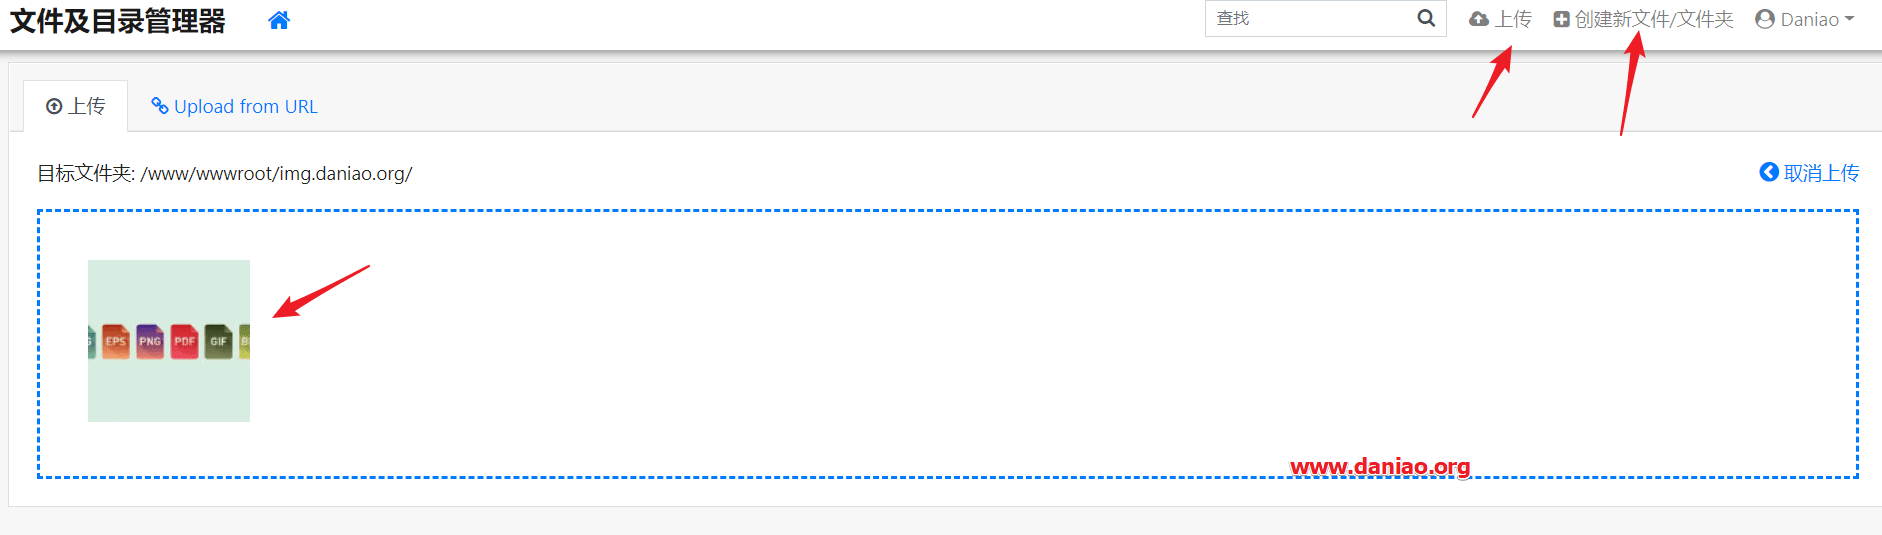 文件及目录管理器
查找
上传
创建新文件/文件夹
Daniao
上传
Upload from URL
目标文件夹: /www/wwwroot/img.daniao.org/
取消上传
G EPS PNG PDF GIF B
www.daniao.org